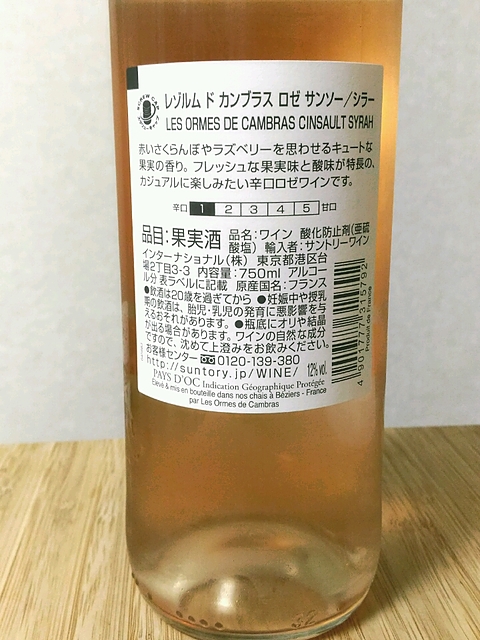 レゾルム ド カンブラス ロゼ サンソー／シラー
LES ORMES DE CAMBRAS CINSAULT SYRAH
赤いさくらんぼやラズベリーを思わせるキュートな
果実の香り。フレッシュな果実味と酸味が特長の、
カジュアルに楽しみたい辛口ロゼワインです。
辛口 1 2 3 4 5 甘口
品目:果実酒 品名:ワイン 酸化防止剤(亜硫
酸塩) 輸入者:サントリーワイン
インターナショナル(株) 東京都港区台
場2丁目3-3 内容量:750ml アルコー
ル分 表ラベルに記載 原産国名:フランス
●飲酒は20歳を過ぎてから ●妊娠中や授乳
期の飲酒は、胎児・乳児の発育に悪影響を与
えるおそれがあります。●瓶底にオリや結晶
が出る場合があります。ワインの自然な成分
ですので、沈めて上澄みをお飲みください。
お客様センター 0120-139-380
http://suntory.jp/WINE/ 12% vol.
PAYS D'OC Indication Géographique Protégée
Elevé & mis en bouteille dans nos chais à Béziers - France
par Les Ormes de Cambras
4 901777 315792
Produit de France